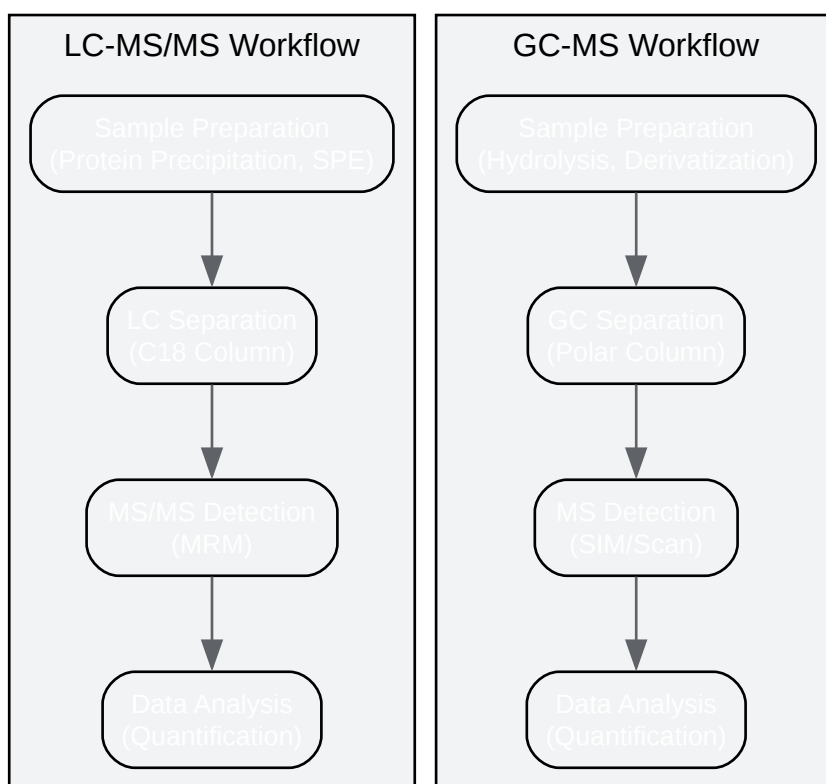 LC-MS/MS Workflow
Sample Preparation
(Protein Precipitation, SPE)
LC Separation
(C18 Column)
MS/MS Detection
(MRM)
Data Analysis
(Quantification)
GC-MS Workflow
Sample Preparation
(Hydrolysis, Derivatization)
GC Separation
(Polar Column)
MS Detection
(SIM/Scan)
Data Analysis
(Quantification)